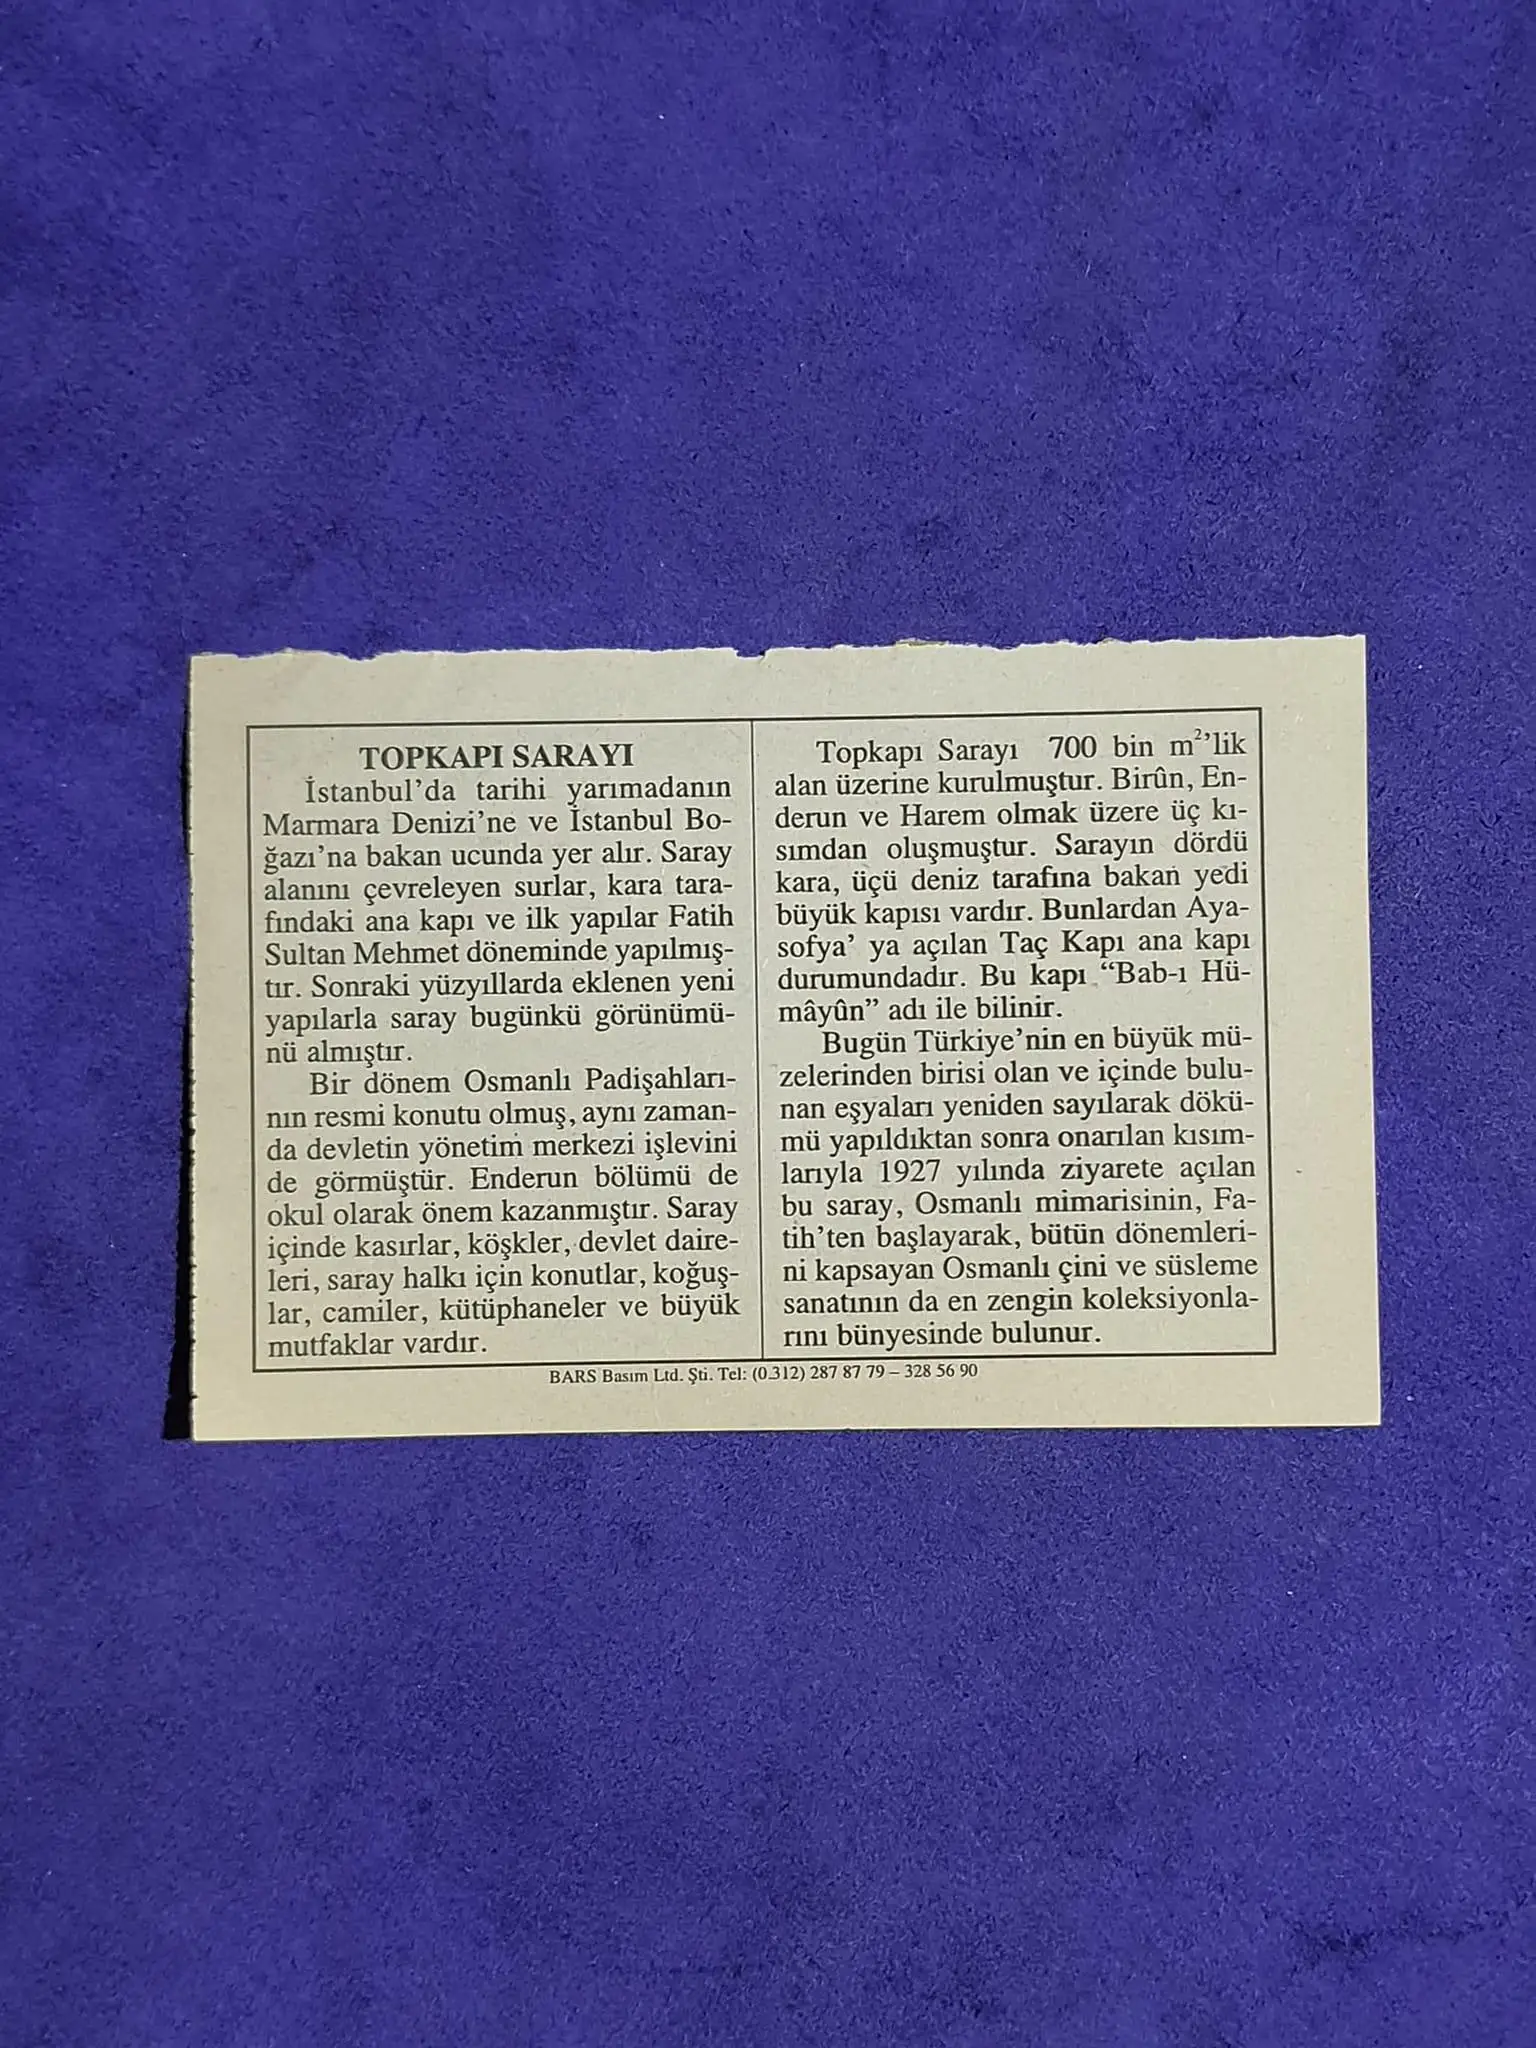 TOPKAPI SARAYI
İstanbul'da tarihi yarımadanın
Marmara Denizi'ne ve İstanbul Bo-
ğazı'na bakan ucunda yer alır. Saray
alanını çevreleyen surlar, kara tara-
fındaki ana kapı ve ilk yapılar Fatih
Sultan Mehmet döneminde yapılmış-
tır. Sonraki yüzyıllarda eklenen yeni
yapılarla saray bugünkü görünümü-
nü almıştır.
Bir dönem Osmanlı Padişahları-
nın resmi konutu olmuş, aynı zaman-
da devletin yönetim merkezi işlevini
de görmüştür. Enderun bölümü de
okul olarak önem kazanmıştır. Saray
içinde kasırlar, köşkler, devlet daire-
leri, saray halkı için konutlar, koğuş-
lar, camiler, kütüphaneler ve büyük
mutfaklar vardır.
Topkapı Sarayı 700 bin m²'lik
alan üzerine kurulmuştur. Birûn, En-
derun ve Harem olmak üzere üç kı-
sımdan oluşmuştur. Sarayın dördü
kara, üçü deniz tarafına bakan yedi
büyük kapısı vardır. Bunlardan Aya-
sofya' ya açılan Taç Kapı ana kapı
durumundadır. Bu kapı "Bab-ı Hü-
mâyûn" adı ile bilinir.
Bugün Türkiye'nin en büyük mü-
zelerinden birisi olan ve içinde bulu-
nan eşyaları yeniden sayılarak dökü-
mü yapıldıktan sonra onarılan kısım-
larıyla 1927 yılında ziyarete açılan
bu saray, Osmanlı mimarisinin, Fa-
tih'ten başlayarak, bütün dönemleri-
ni kapsayan Osmanlı çini ve süsleme
sanatının da en zengin koleksiyonla-
rını bünyesinde bulunur.
BARS Basım Ltd. Şti. Tel: (0.312) 287 87 79 – 328 56 90